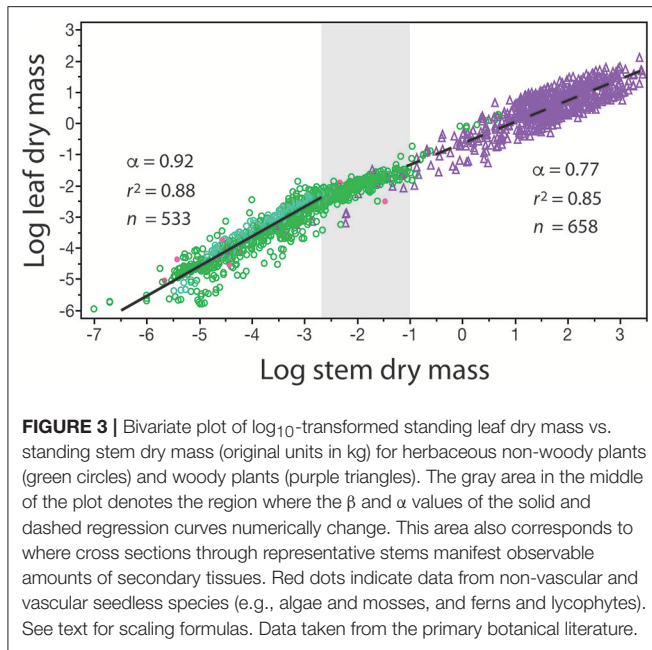 3
2
1
0
-1
-2
-3
-4
-5
-6
Log leaf dry mass
α = 0.92
r² = 0.88
n = 533
α = 0.77
r² = 0.85
n = 658
-7 -6 -5 -4 -3 -2 -1 0 1 2 3
Log stem dry mass
FIGURE 3 | Bivariate plot of log₁₀-transformed standing leaf dry mass vs.
standing stem dry mass (original units in kg) for herbaceous non-woody plants
(green circles) and woody plants (purple triangles). The gray area in the middle
of the plot denotes the region where the β and α values of the solid and
dashed regression curves numerically change. This area also corresponds to
where cross sections through representative stems manifest observable
amounts of secondary tissues. Red dots indicate data from non-vascular and
vascular seedless species (e.g., algae and mosses, and ferns and lycophytes).
See text for scaling formulas. Data taken from the primary botanical literature.